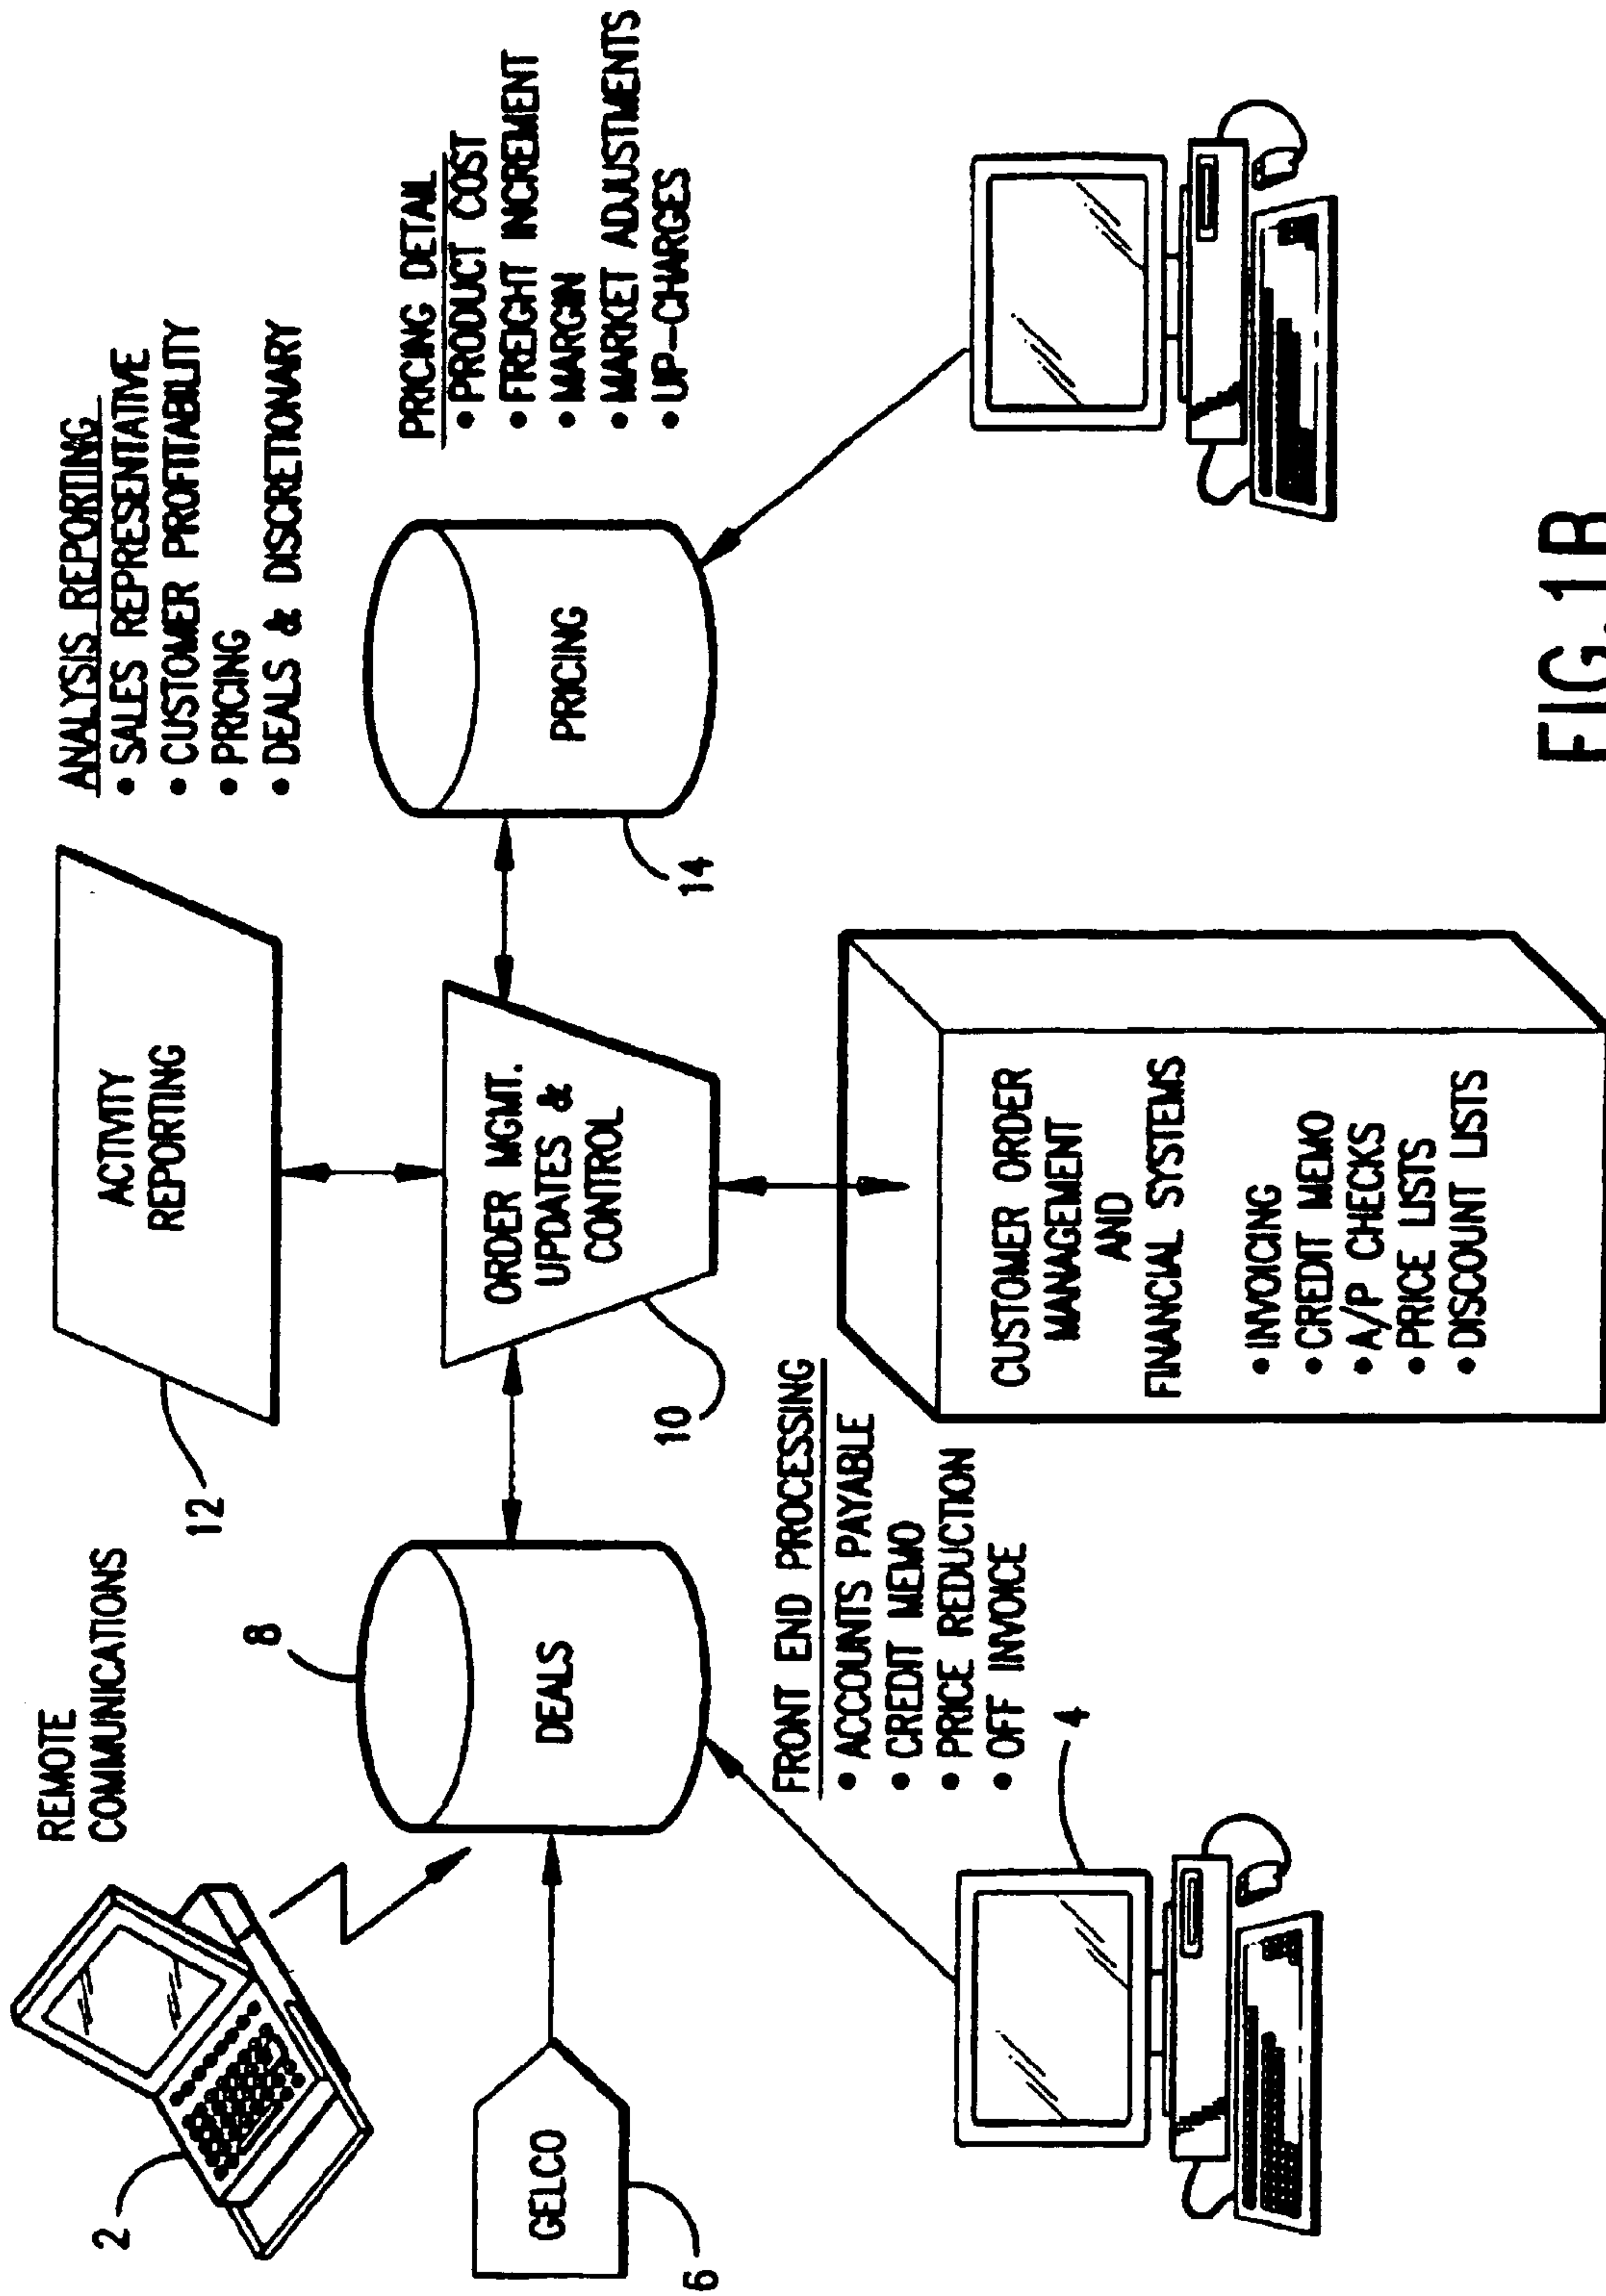 REMOTE
COMMUNICATIONS
2
12
ACTIVITY
REPORTING
ANALYSIS REPORTING
• SALES REPRESENTATIVE
• CUSTOMER PROFITABILITY
• PRICING
• DEALS & DISCRETIONARY
GELCO
6
8
DEALS
ORDER MGMT.
UPDATES &
CONTROL
10
PRICING
14
PRICING DETAIL
• PRODUCT COST
• FREIGHT INCREMENT
• MARGIN
• MARKET ADJUSTMENTS
• UP-CHARGES
FRONT END PROCESSING
• ACCOUNTS PAYABLE
• CREDIT MEMO
• PRICE REDUCTION
• OFF INVOICE
4
CUSTOMER ORDER
MANAGEMENT
AND
FINANCIAL SYSTEMS
• INVOICING
• CREDIT MEMO
• A/P CHECKS
• PRICE LISTS
• DISCOUNT LISTS
FIG.1B